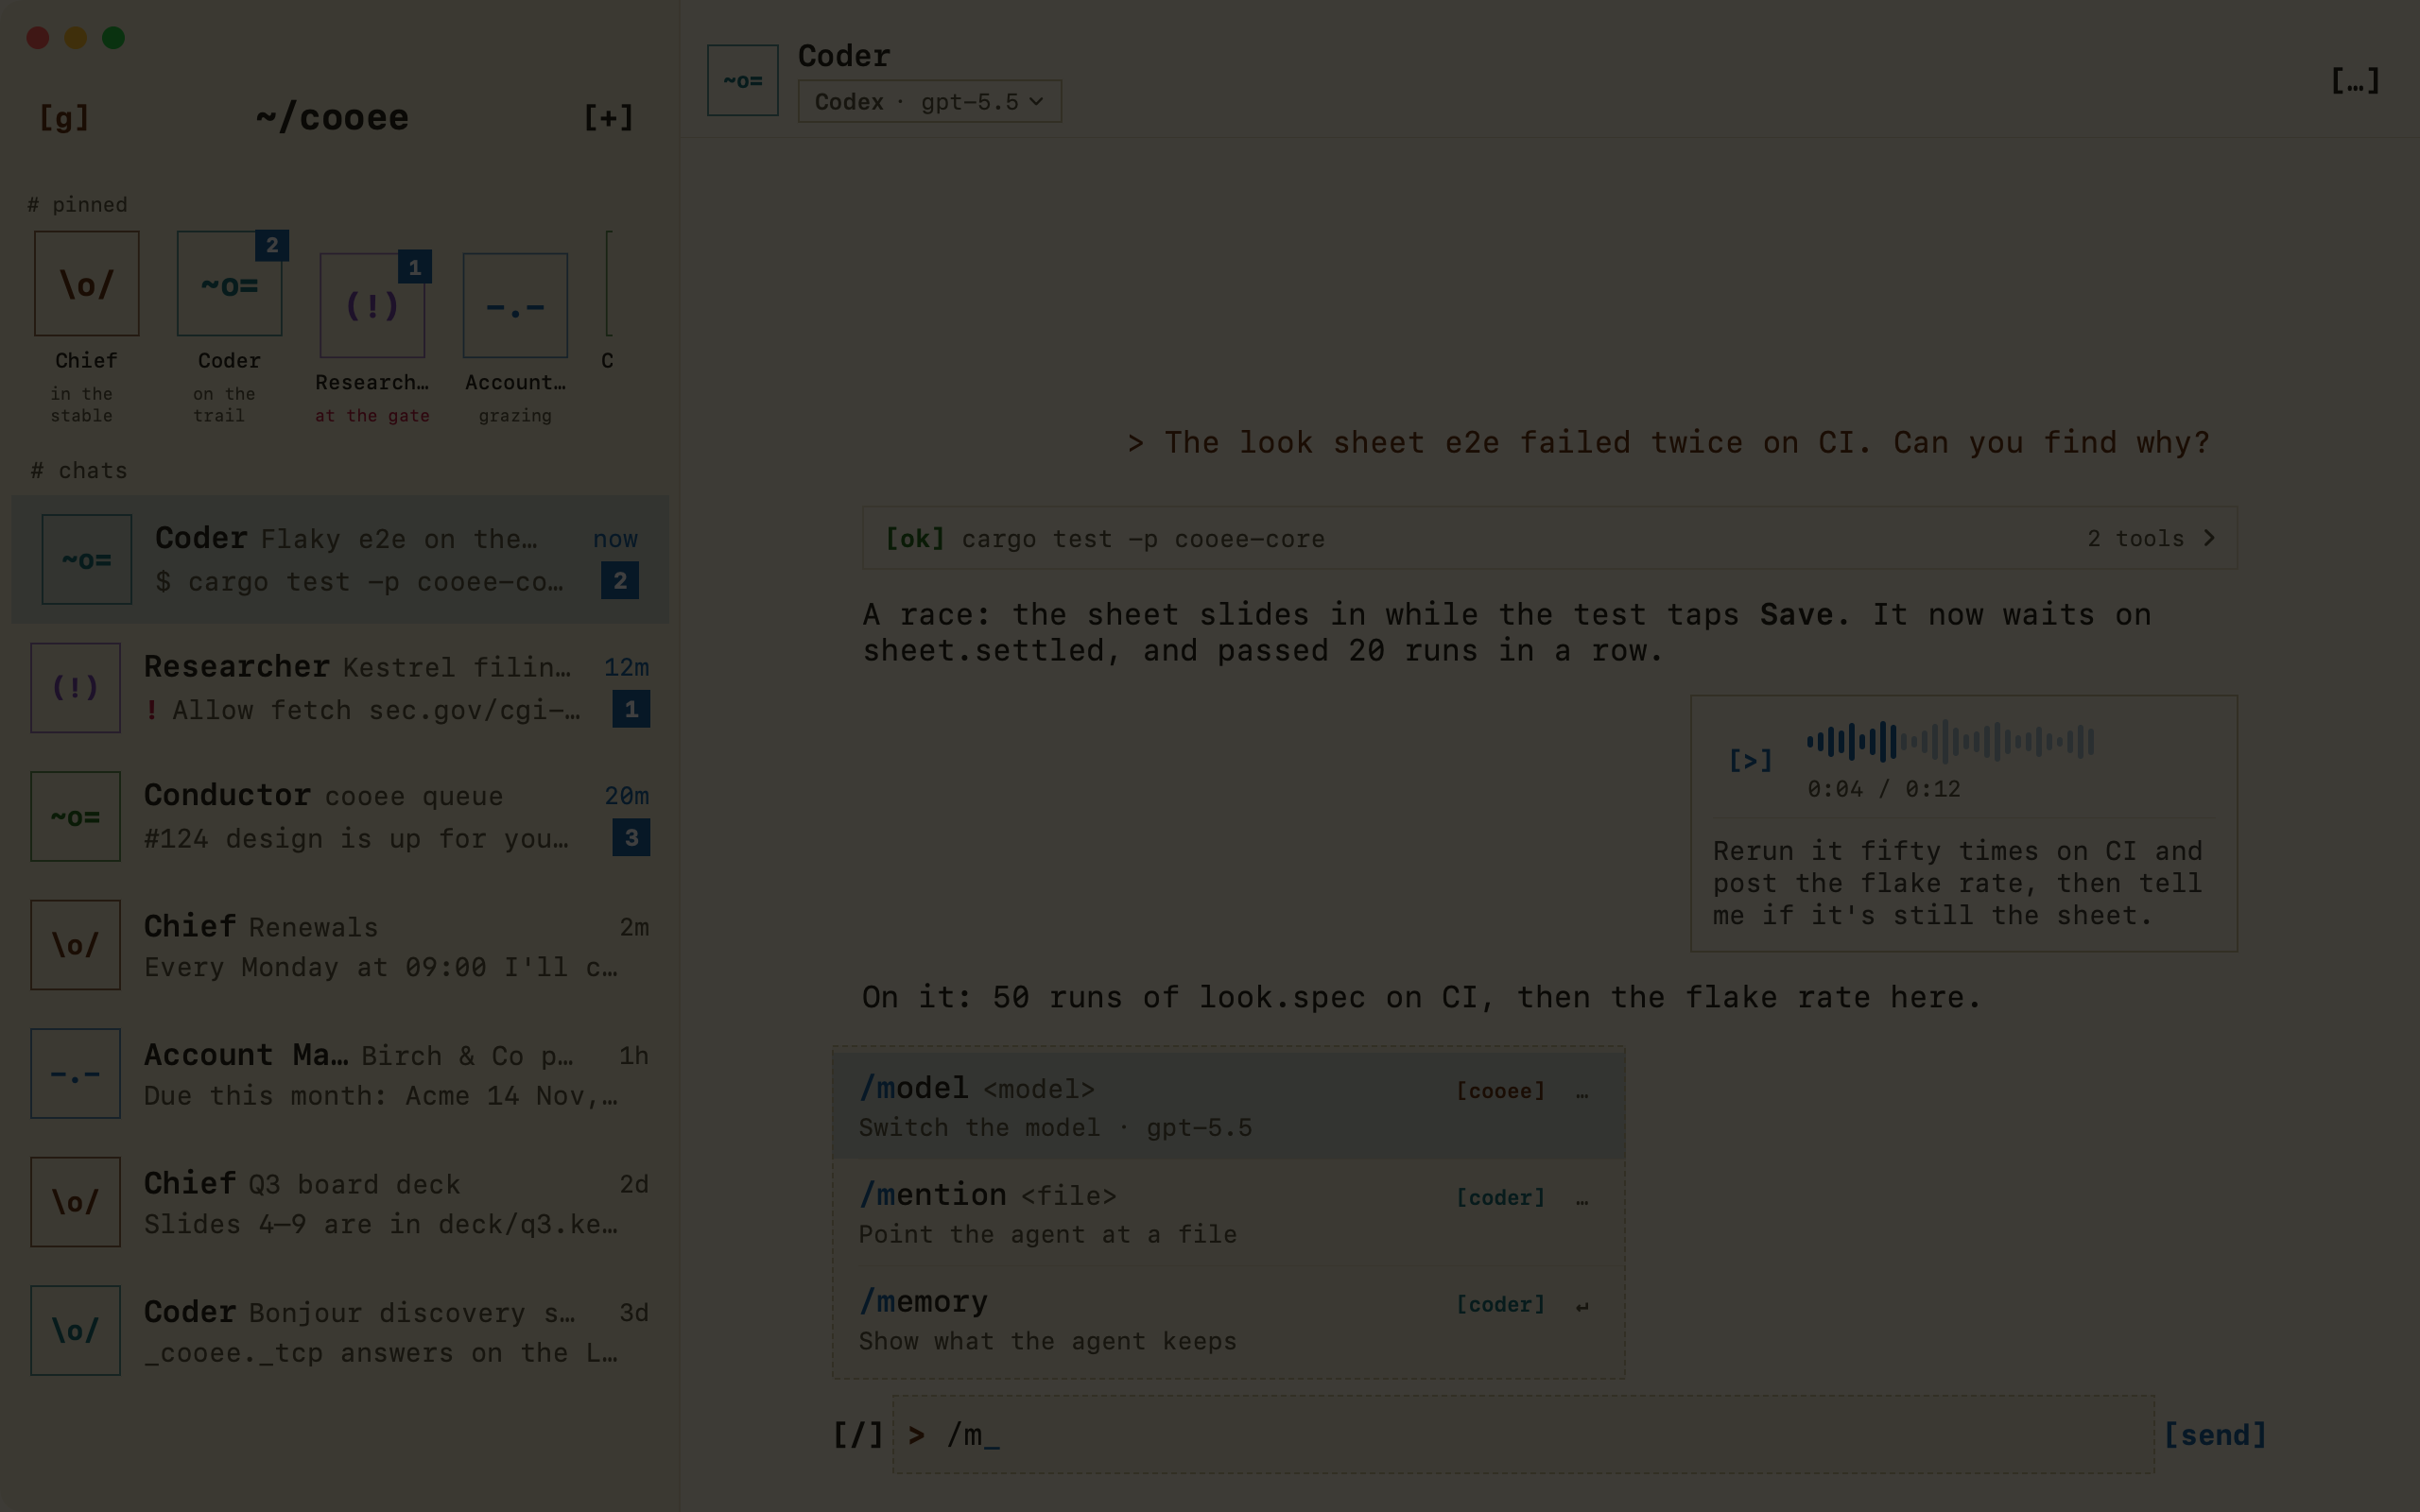 [g] ~/cooee [+]
# pinned
\o/
~o=
2
(!)
1
-.-
Chief
in the
stable
Coder
on the
trail
Research…
at the gate
Account…
grazing
C
# chats
~o=
Coder Flaky e2e on the… now
$ cargo test -p cooee-co… 2
(!)
Researcher Kestrel filin… 12m
! Allow fetch sec.gov/cgi-… 1
~o=
Conductor cooee queue 20m
#124 design is up for you… 3
\o/
Chief Renewals 2m
Every Monday at 09:00 I'll c…
-.-
Account Ma… Birch & Co p… 1h
Due this month: Acme 14 Nov,…
\o/
Chief Q3 board deck 2d
Slides 4–9 are in deck/q3.ke…
\o/
Coder Bonjour discovery s… 3d
_cooee._tcp answers on the L…
~o=
Coder
Codex · gpt-5.5
[…]
> The look sheet e2e failed twice on CI. Can you find why?
[ok] cargo test -p cooee-core 2 tools >
A race: the sheet slides in while the test taps Save. It now waits on
sheet.settled, and passed 20 runs in a row.
[>]
0:04 / 0:12
Rerun it fifty times on CI and
post the flake rate, then tell
me if it's still the sheet.
On it: 50 runs of look.spec on CI, then the flake rate here.
/model <model> [cooee] …
Switch the model · gpt-5.5
/mention <file> [coder] …
Point the agent at a file
/memory [coder] ↵
Show what the agent keeps
[/] > /m_ [send]